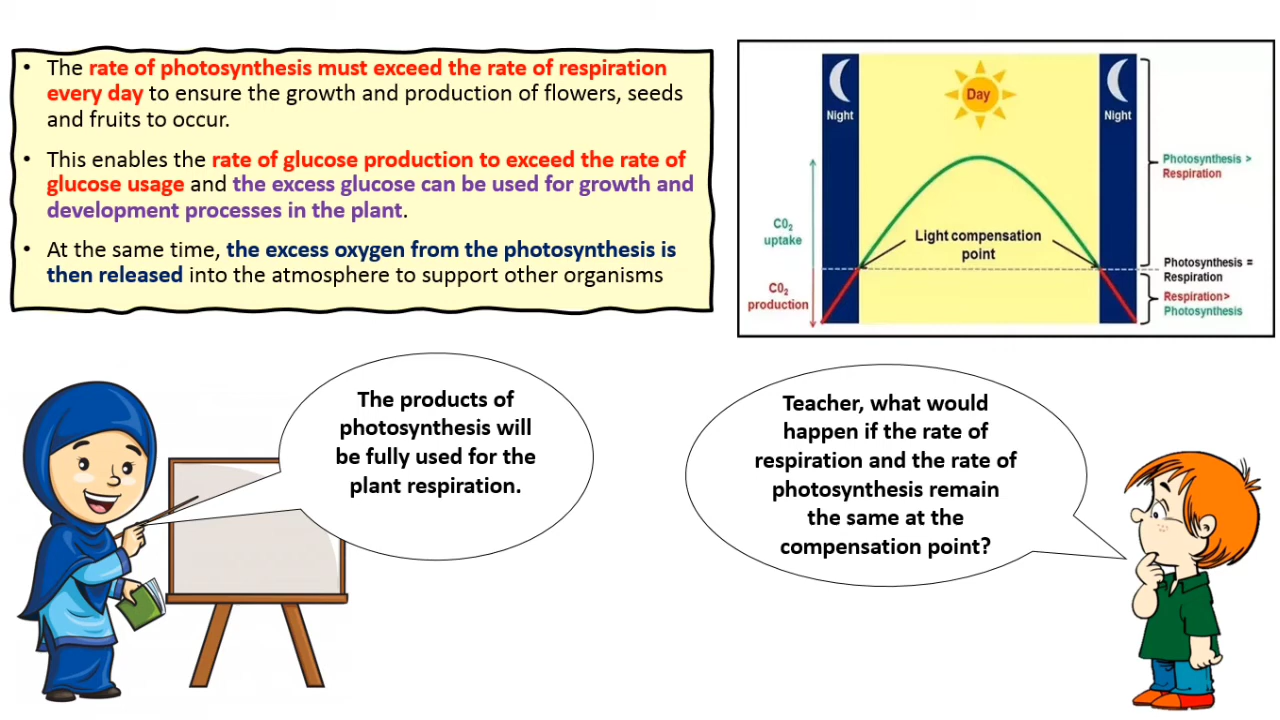 • The rate of photosynthesis must exceed the rate of respiration
every day to ensure the growth and production of flowers, seeds
and fruits to occur.
• This enables the rate of glucose production to exceed the rate of
glucose usage and the excess glucose can be used for growth and
development processes in the plant.
• At the same time, the excess oxygen from the photosynthesis is
then released into the atmosphere to support other organisms
Night
Day
Night
Photosynthesis >
Respiration
C0₂
uptake
Light compensation
point
Photosynthesis =
Respiration
C0₂
production
Respiration>
Photosynthesis
The products of
photosynthesis will
be fully used for the
plant respiration.
Teacher, what would
happen if the rate of
respiration and the rate of
photosynthesis remain
the same at the
compensation point?